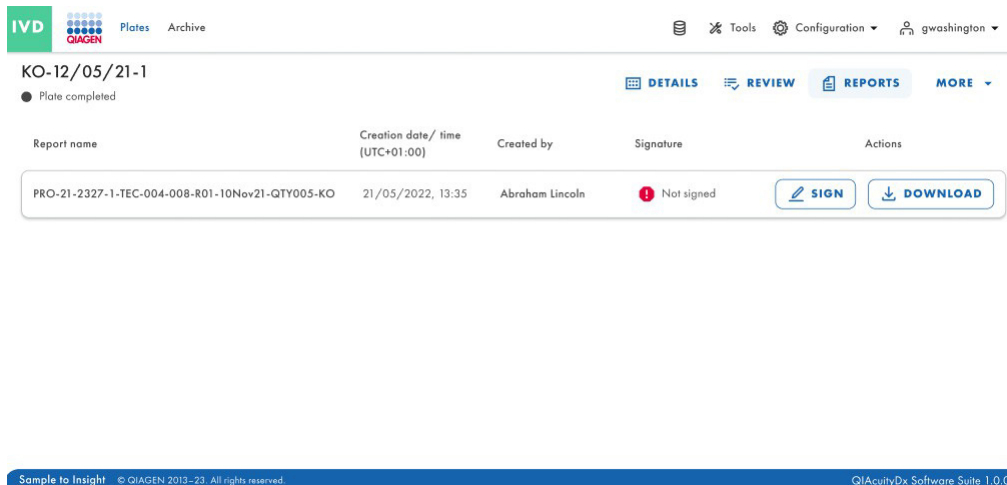 IVD
QIAGEN
Plates Archive
Tools Configuration gwashington
KO-12/05/21-1
Plate completed
DETAILS REVIEW REPORTS MORE
Report name Creation date/ time (UTC+01:00) Created by Signature Actions
PRO-21-2327-1-TEC-004-008-R01-10Nov21-QTY005-KO 21/05/2022, 13:35 Abraham Lincoln Not signed SIGN DOWNLOAD
Sample to Insight © QIAGEN 2013–23. All rights reserved. QIAcuityDx Software Suite 1.0.0